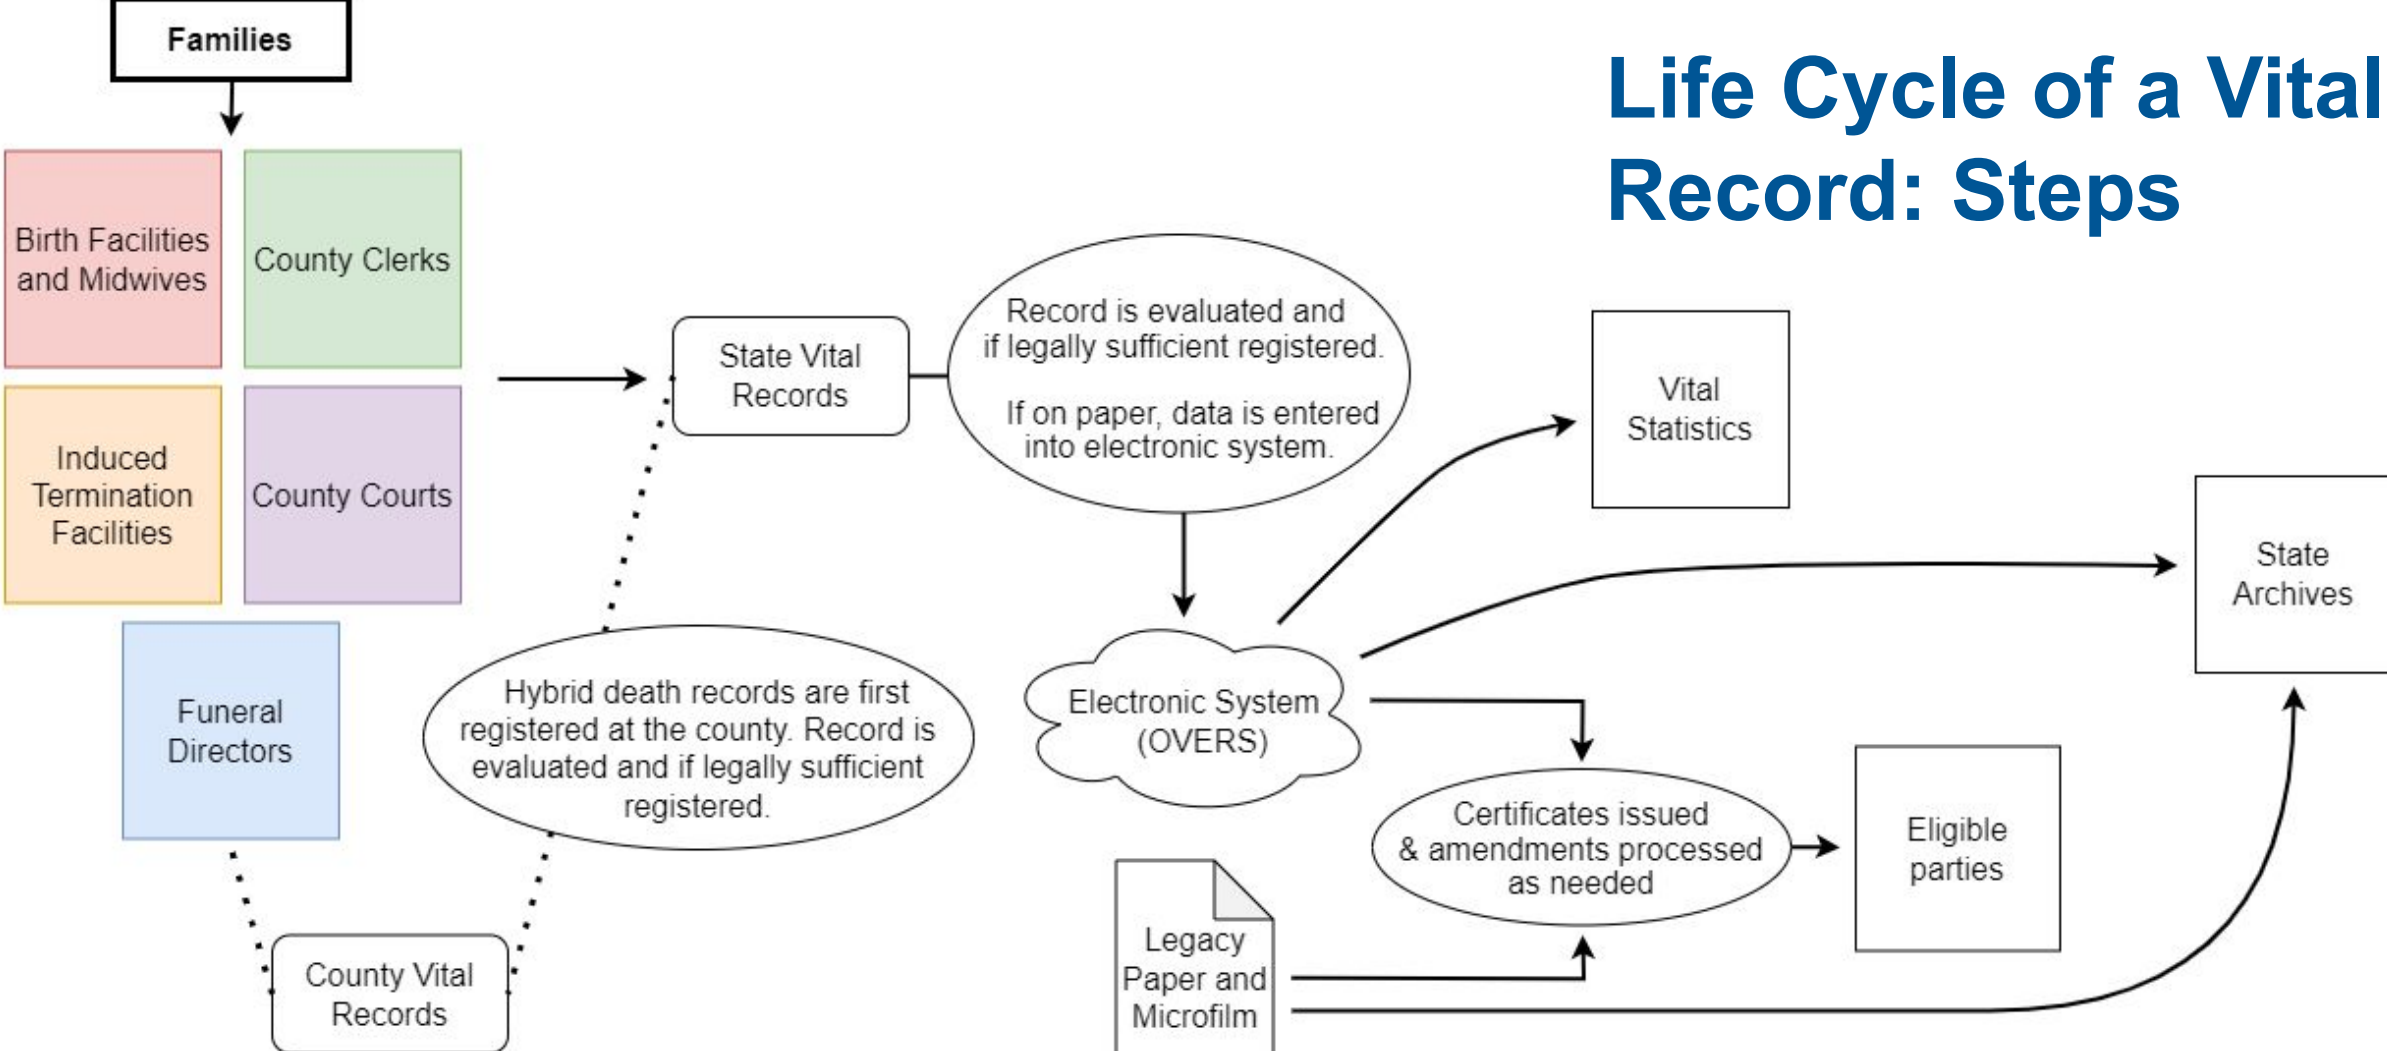 Families
Life Cycle of a Vital
Record: Steps
Birth Facilities
and Midwives
County Clerks
Induced
Termination
Facilities
County Courts
Funeral
Directors
State Vital
Records
Record is evaluated and
if legally sufficient registered.
If on paper, data is entered
into electronic system.
Vital
Statistics
State
Archives
Hybrid death records are first
registered at the county. Record is
evaluated and if legally sufficient
registered.
Electronic System
(OVERS)
Certificates issued
& amendments processed
as needed
Eligible
parties
Legacy
Paper and
Microfilm
County Vital
Records